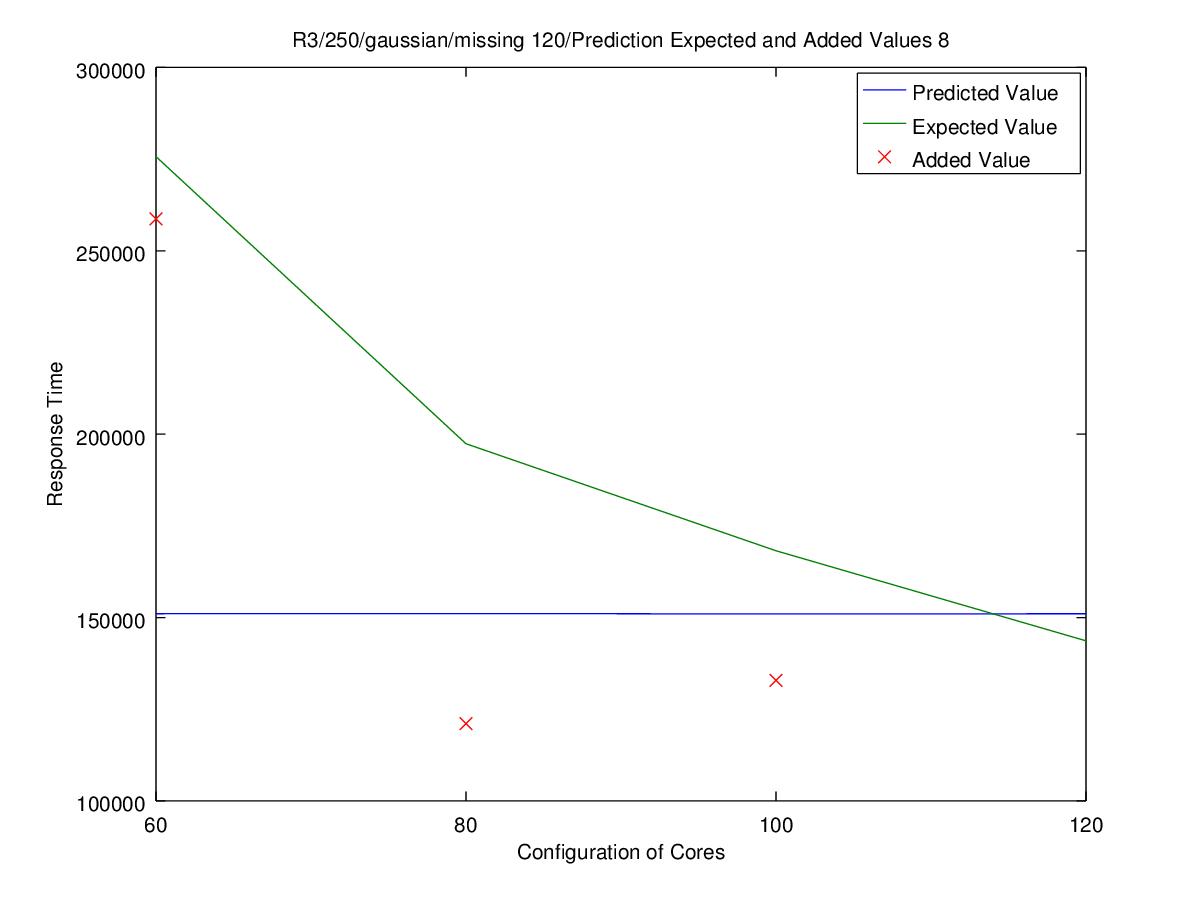 R3/250/gaussian/missing 120/Prediction Expected and Added Values 8
300000
250000
200000
150000
100000
60
80
100
120
Response Time
Configuration of Cores
Predicted Value
Expected Value
Added Value